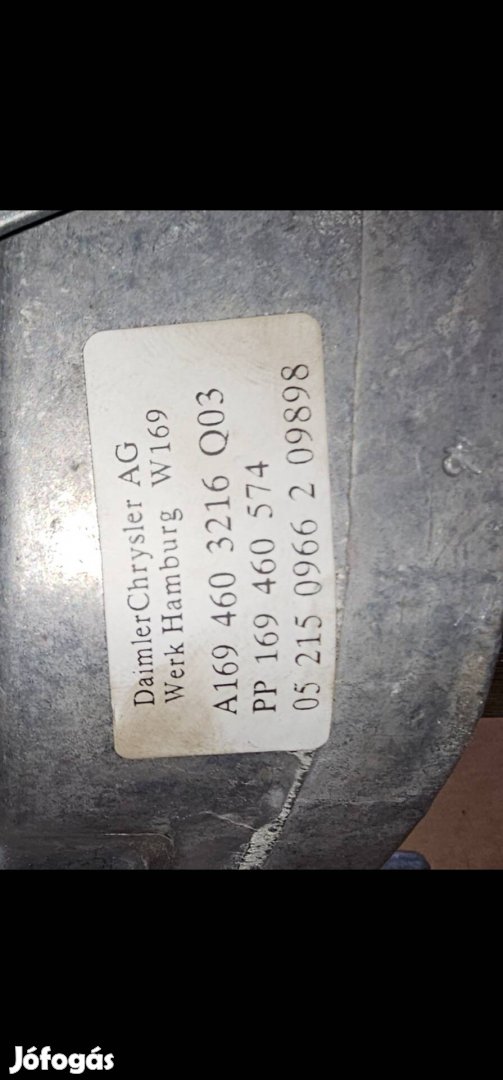 DaimlerChrysler AG
Werk Hamburg W169
A169 460 3216 Q03
PP 169 460 574
05 215 0966 2 09898
Jófogás